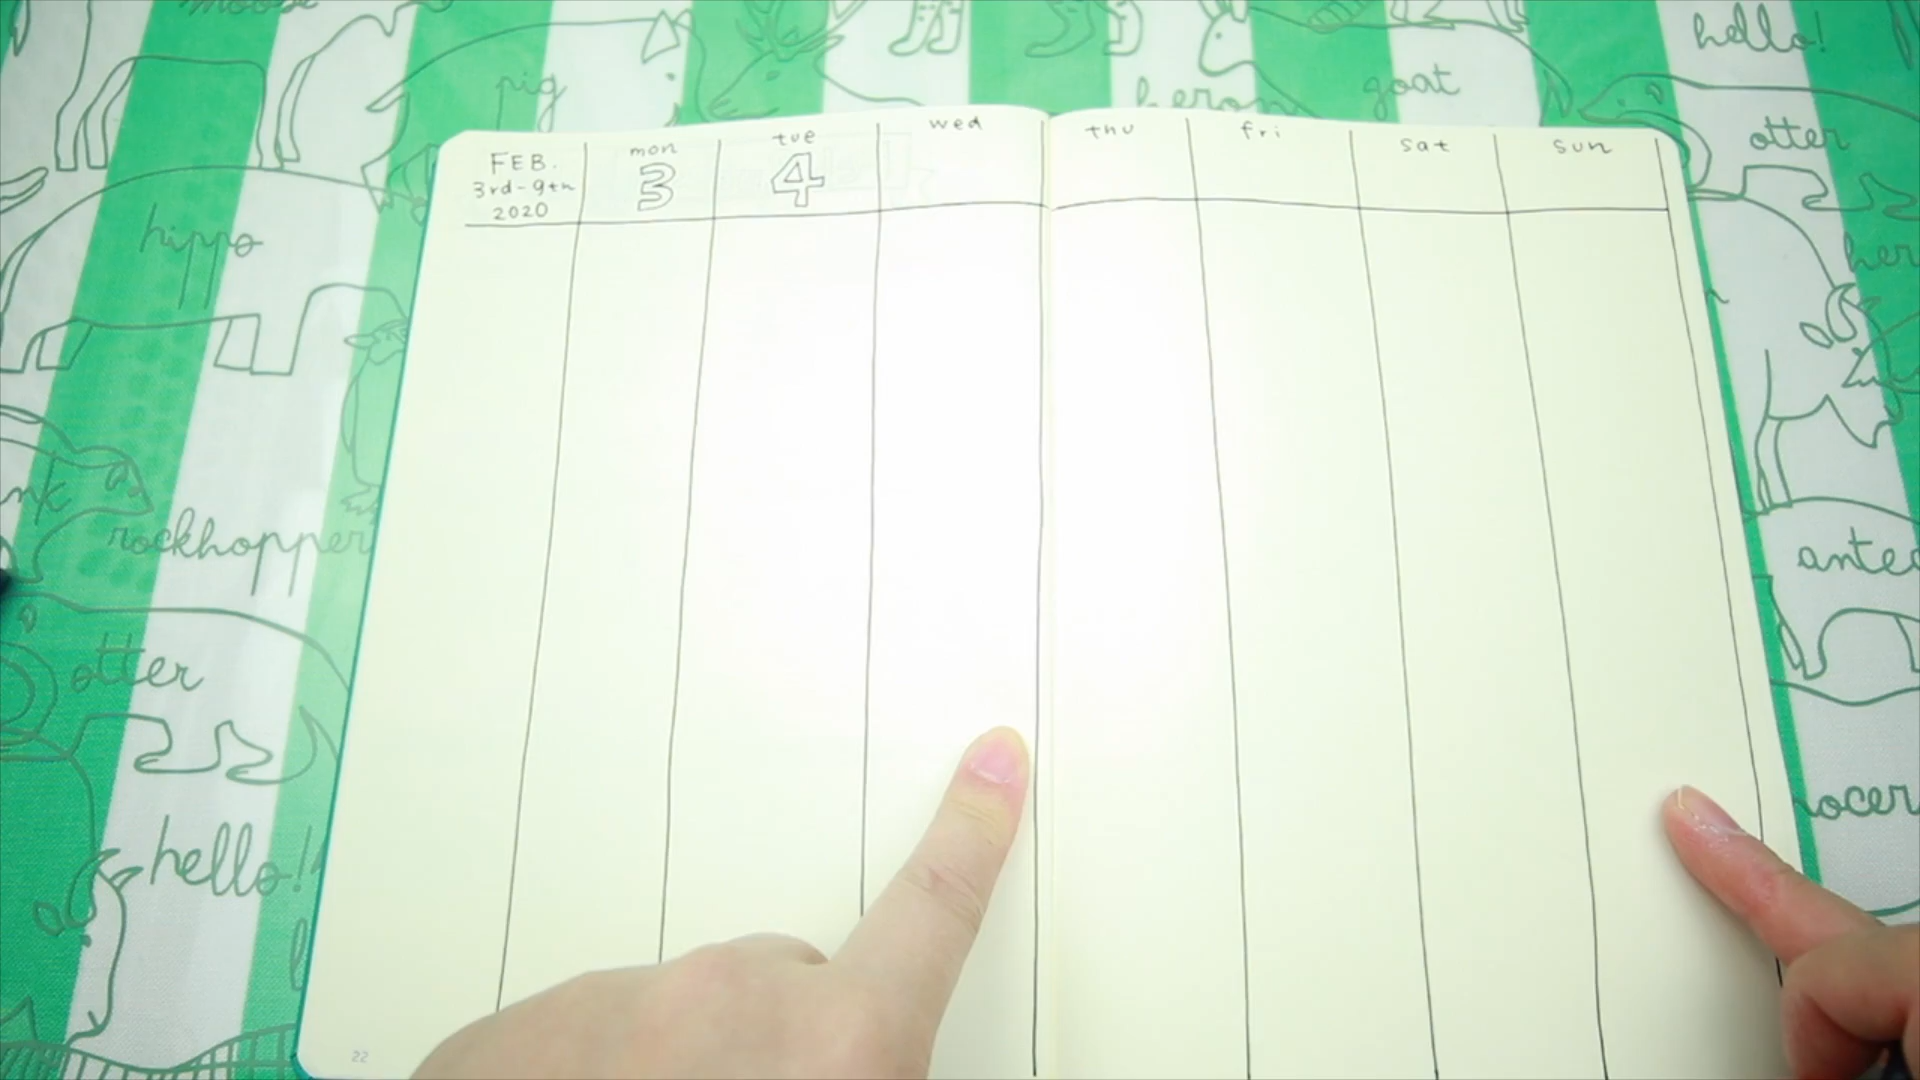 moose
pig
heron
goat
hello!
otter
hippo
rockhopper
otter
hello!
FEB.
3rd-9th
2020
mon
3
tue
4
wed
thu
fri
sat
sun
22